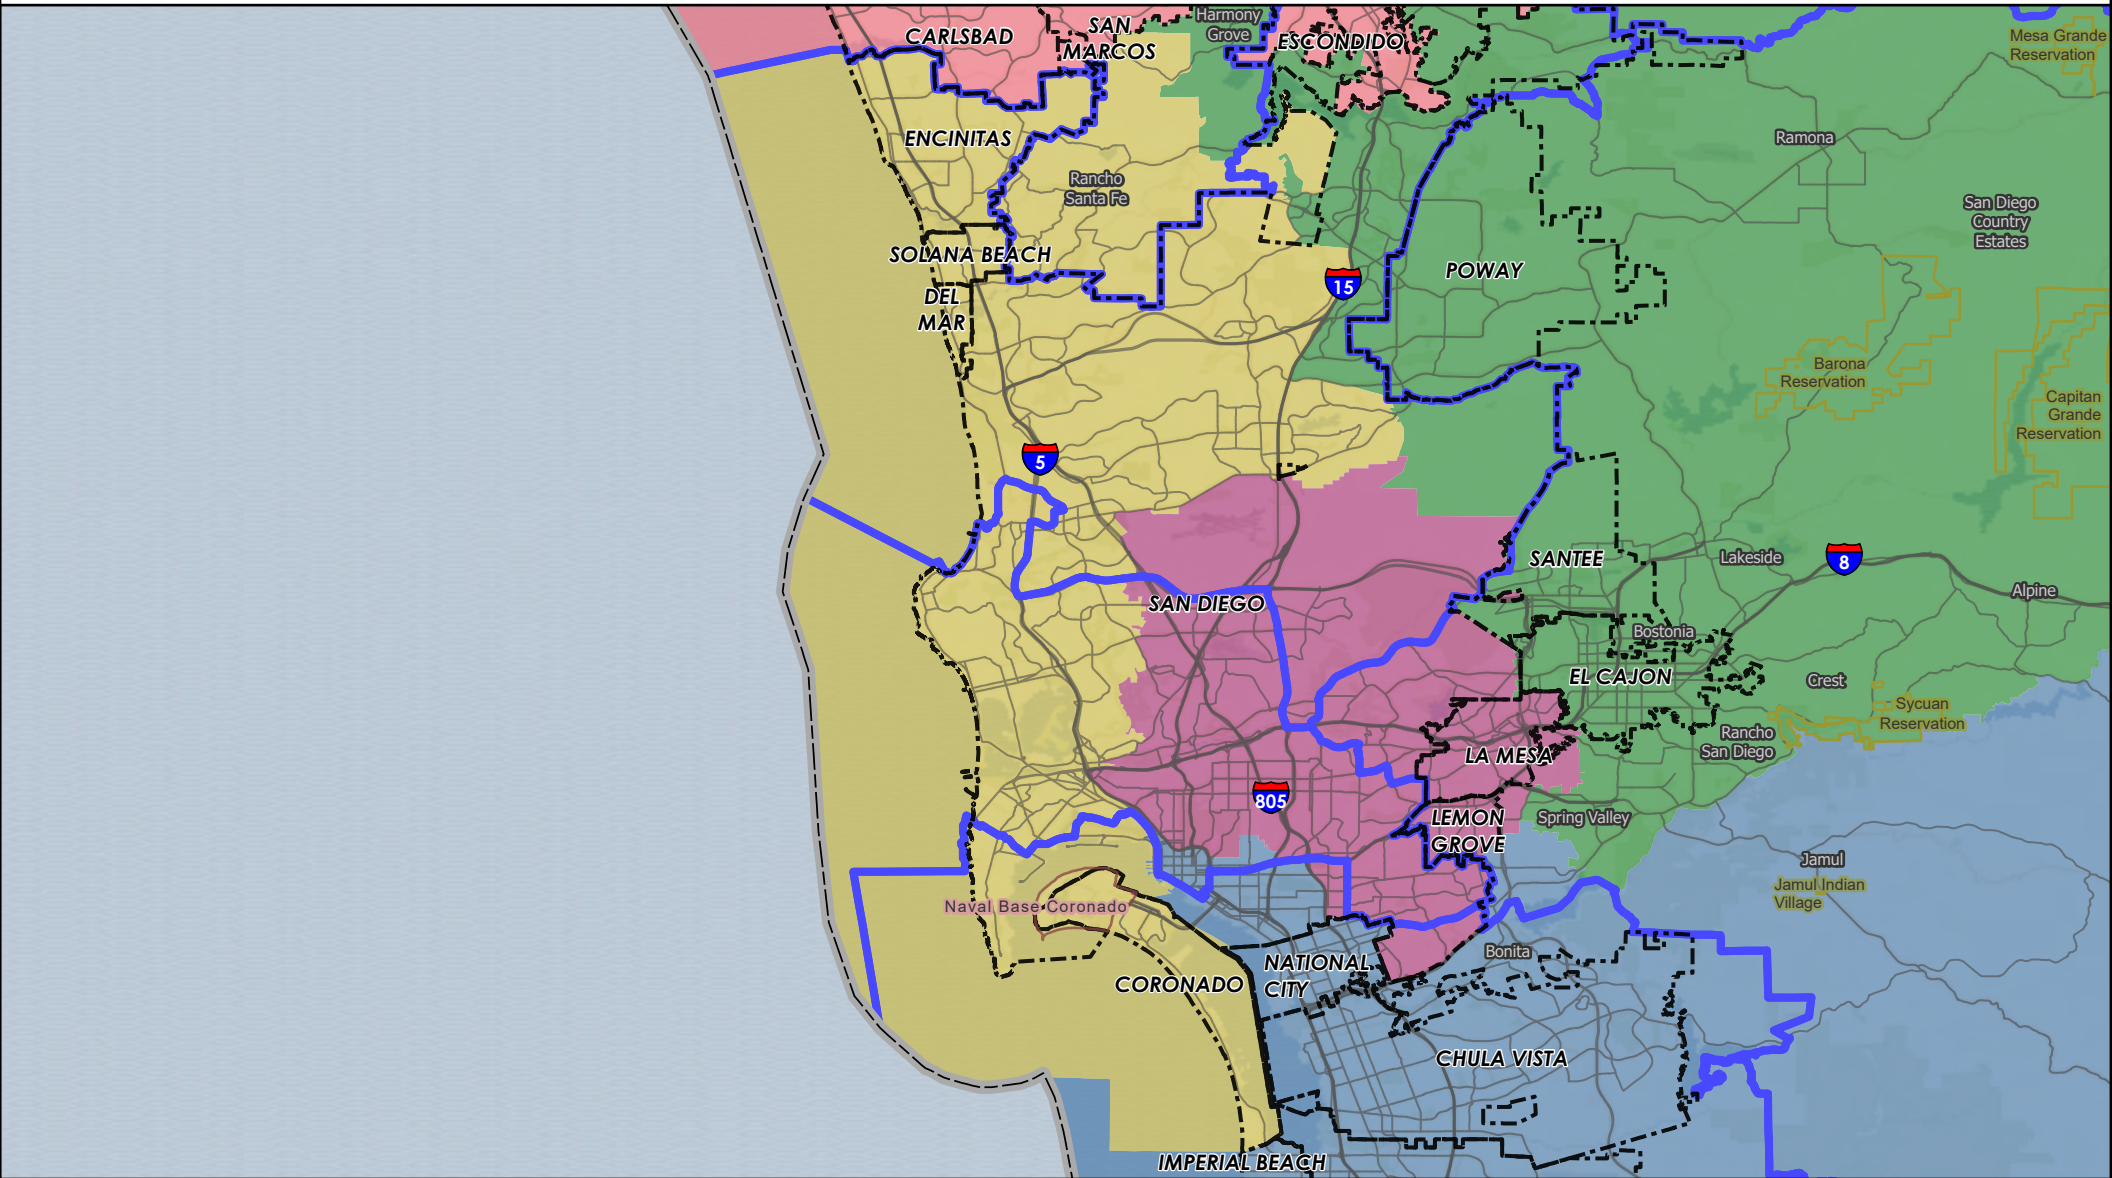 CARLSBAD
SAN
MARCOS
Harmony
Grove
ESCONDIDO
Mesa Grande
Reservation
ENCINITAS
Ramona
Rancho
Santa Fe
San Diego
Country
Estates
SOLANA BEACH
DEL
MAR
15
POWAY
Barona
Reservation
Capitan
Grande
Reservation
5
SANTEE
Lakeside
8
Alpine
SAN DIEGO
Bostonia
EL CAJON
Crest
Sycuan
Reservation
Rancho
San Diego
LA MESA
805
LEMON
GROVE
Spring Valley
Jamul
Jamul Indian
Village
Naval Base Coronado
Bonita
NATIONAL
CITY
CORONADO
CHULA VISTA
IMPERIAL BEACH